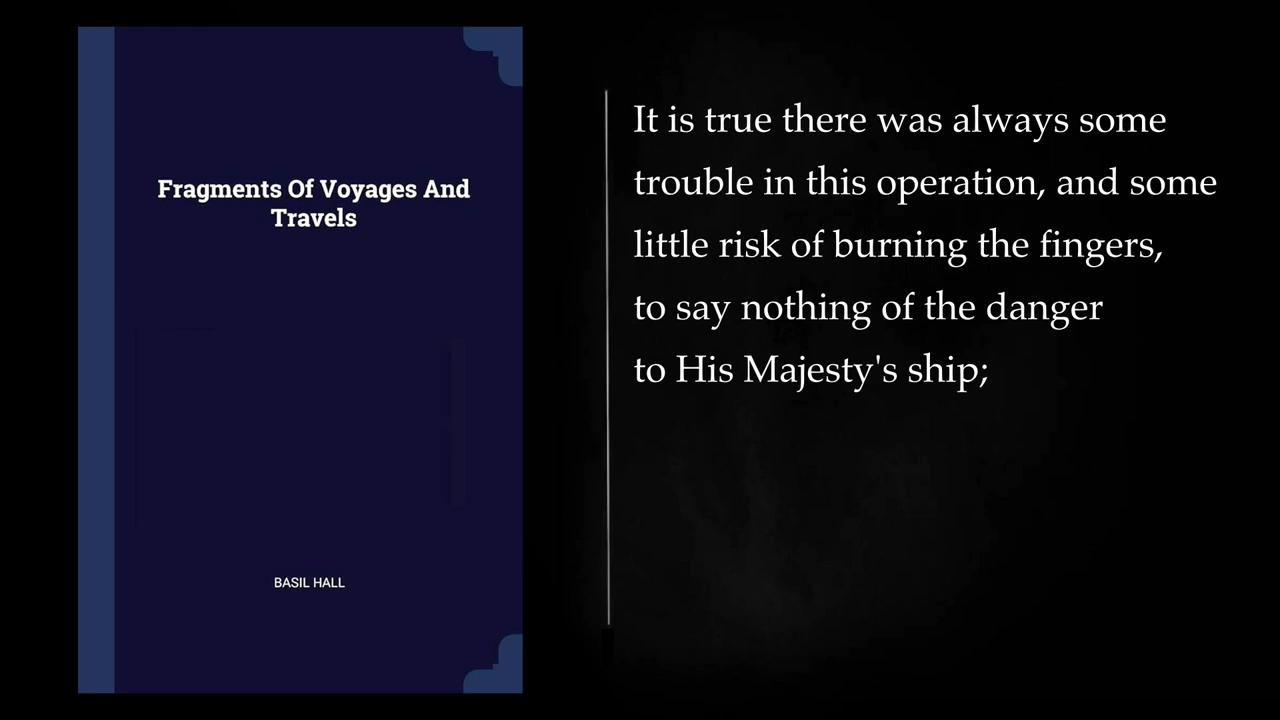 Fragments Of Voyages And
Travels
BASIL HALL
It is true there was always some
trouble in this operation, and some
little risk of burning the fingers,
to say nothing of the danger
to His Majesty's ship;